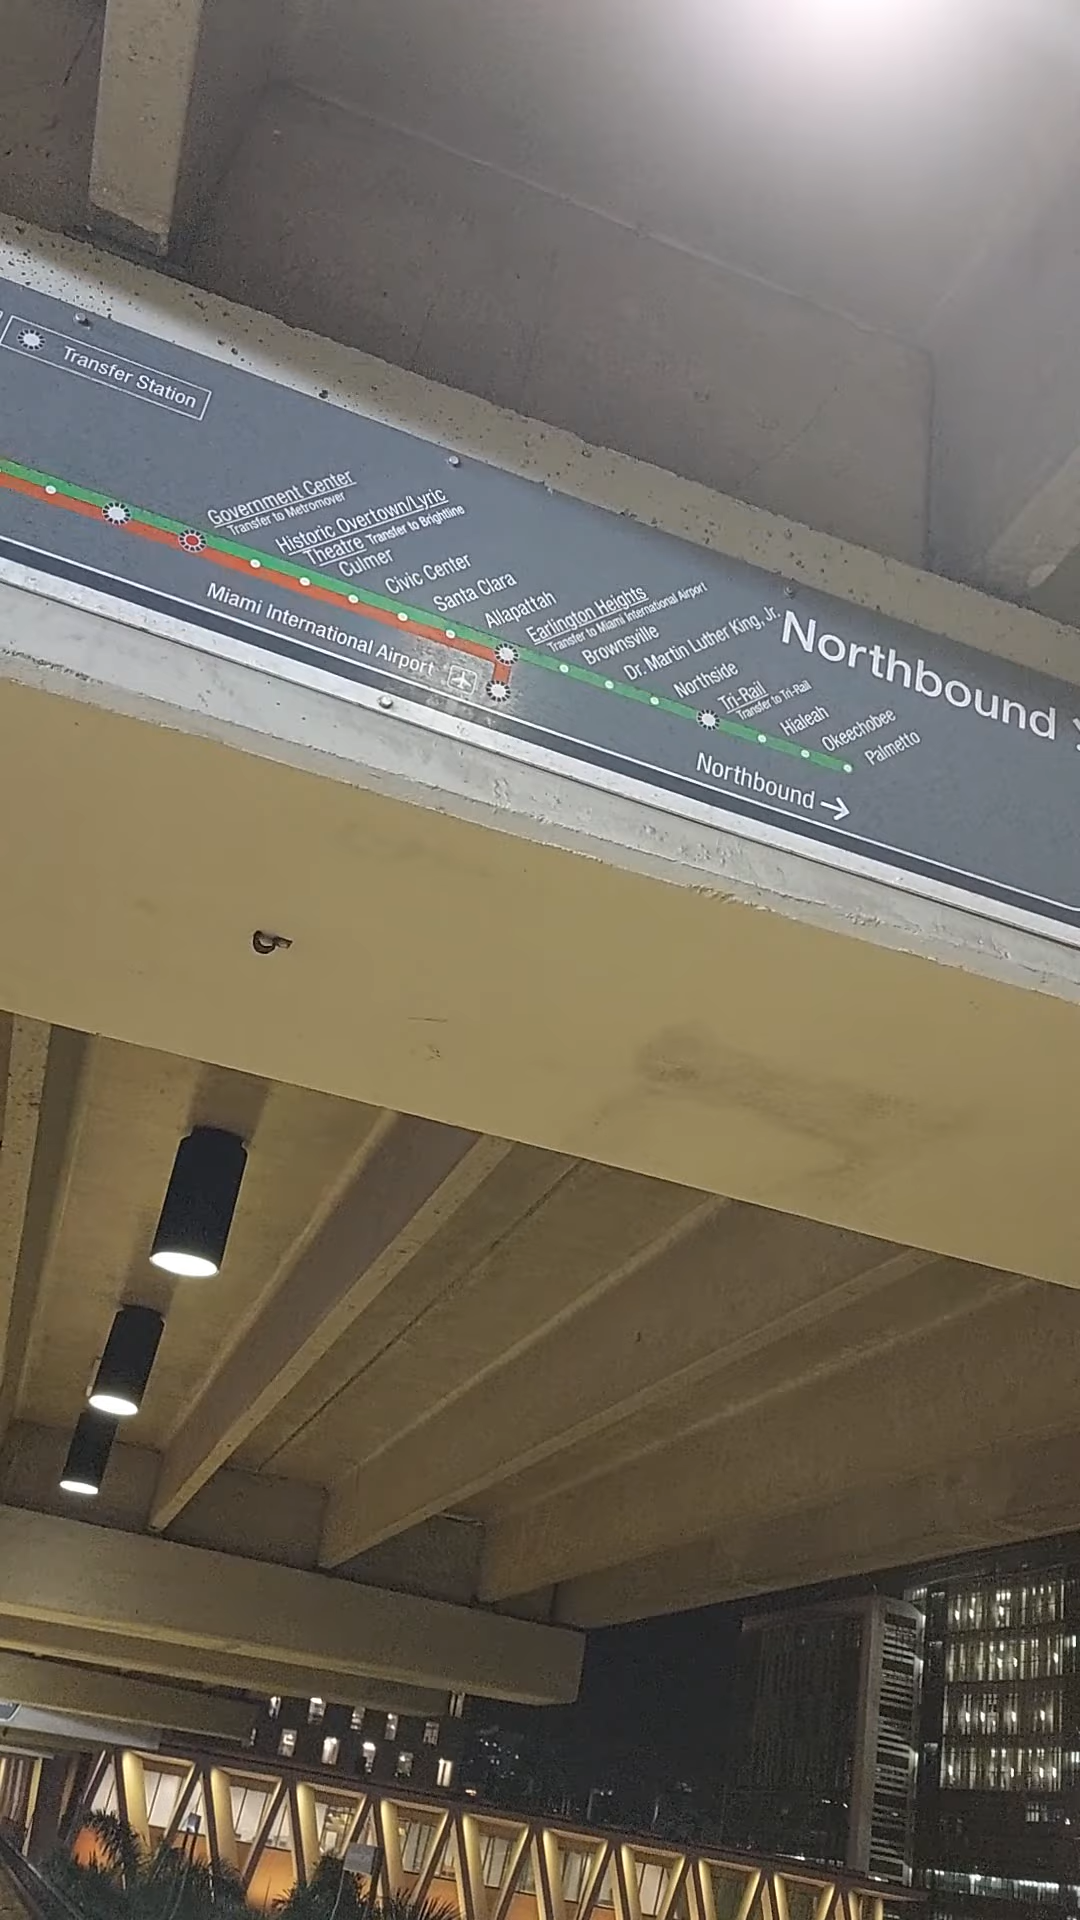 Transfer Station
Government Center
Transfer to Metromover
Historic Overtown/Lyric
Theatre Transfer to Brightline
Culmer
Civic Center
Santa Clara
Allapattah
Earlington Heights
Transfer to Miami International Airport
Brownsville
Dr. Martin Luther King, Jr.
Northside
Tri-Rail
Transfer to Tri-Rail
Hialeah
Okeechobee
Palmetto
Miami International Airport
Northbound
Northbound →